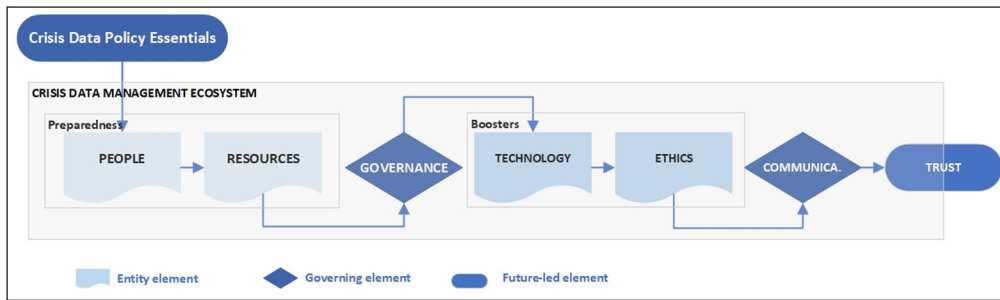 Crisis Data Policy Essentials
CRISIS DATA MANAGEMENT ECOSYSTEM
Preparedness
Boosters
PEOPLE
RESOURCES
GOVERNANCE
TECHNOLOGY
ETHICS
COMMUNICA.
TRUST
Entity element
Governing element
Future-led element